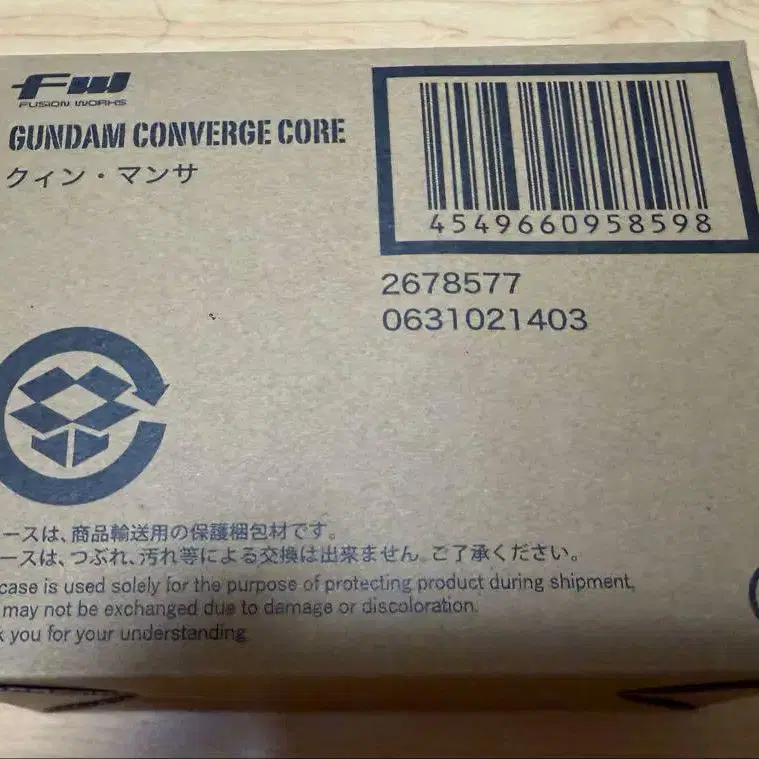 FW
FUSION WORKS
GUNDAM CONVERGE CORE
クィン・マンサ
4549660958598
2678577
0631021403
ースは、商品輸送用の保護梱包材です。
ースは、つぶれ、汚れ等による交換は出来ません。ご了承ください。
case is used solely for the purpose of protecting product during shipment,
may not be exchanged due to damage or discoloration.
k you for your understanding